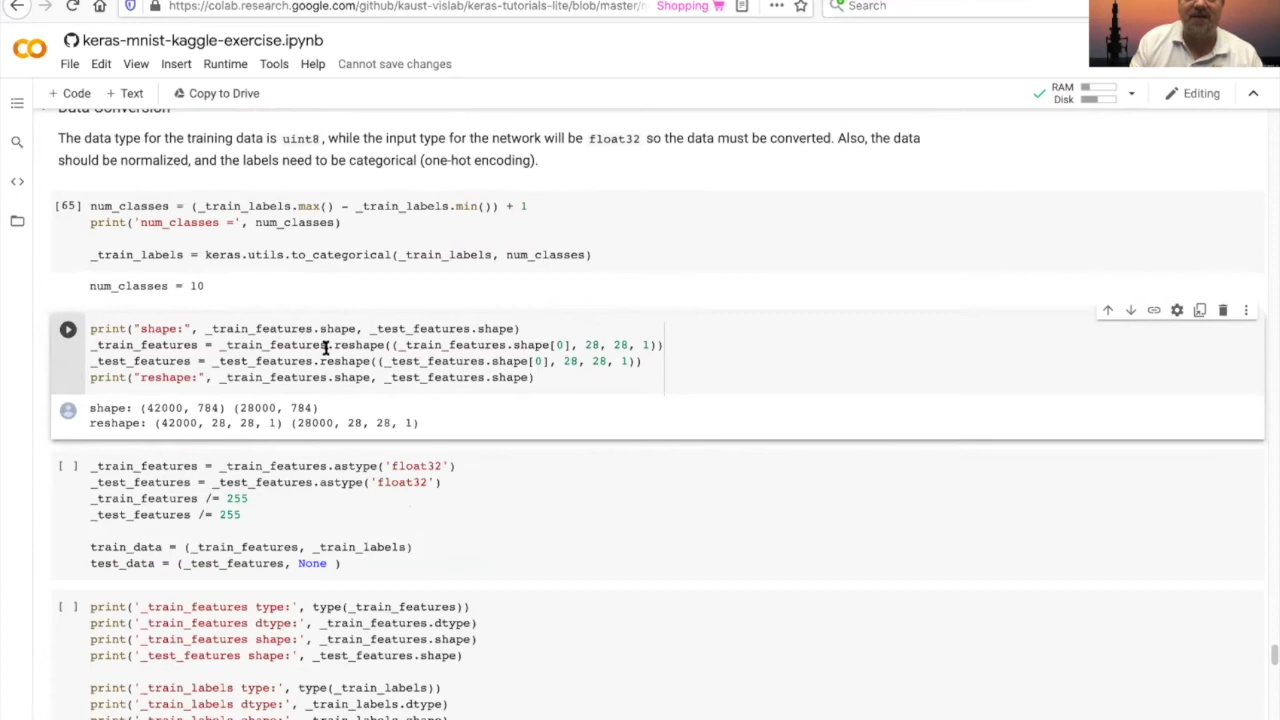 https://colab.research.google.com/github/kaust-vislab/keras-tutorials-lite/blob/master/n
Shopping
Search
keras-mnist-kaggle-exercise.ipynb
File Edit View Insert Runtime Tools Help Cannot save changes
+ Code + Text Copy to Drive
RAM
Disk
Editing
Data Conversion
The data type for the training data is uint8, while the input type for the network will be float32 so the data must be converted. Also, the data
should be normalized, and the labels need to be categorical (one-hot encoding).
[65] num_classes = (_train_labels.max() - _train_labels.min()) + 1
print('num_classes =', num_classes)
_train_labels = keras.utils.to_categorical(_train_labels, num_classes)
num_classes = 10
print("shape:", _train_features.shape, _test_features.shape)
_train_features = _train_features.reshape((_train_features.shape[0], 28, 28, 1))
_test_features = _test_features.reshape((_test_features.shape[0], 28, 28, 1))
print("reshape:", _train_features.shape, _test_features.shape)
shape: (42000, 784) (28000, 784)
reshape: (42000, 28, 28, 1) (28000, 28, 28, 1)
[ ] _train_features = _train_features.astype('float32')
_test_features = _test_features.astype('float32')
_train_features /= 255
_test_features /= 255
train_data = (_train_features, _train_labels)
test_data = (_test_features, None )
[ ] print('_train_features type:', type(_train_features))
print('_train_features dtype:', _train_features.dtype)
print('_train_features shape:', _train_features.shape)
print('_test_features shape:', _test_features.shape)
print('_train_labels type:', type(_train_labels))
print('_train_labels dtype:', _train_labels.dtype)